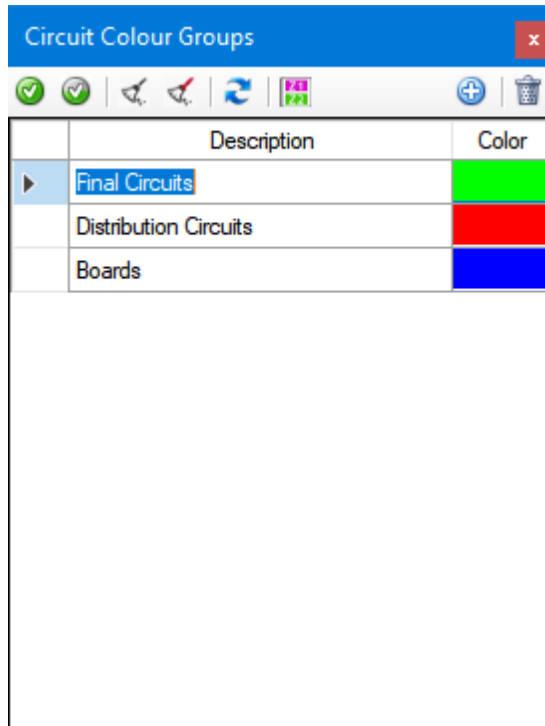 Circuit Colour Groups
x
Description Color
Final Circuits
Distribution Circuits
Boards